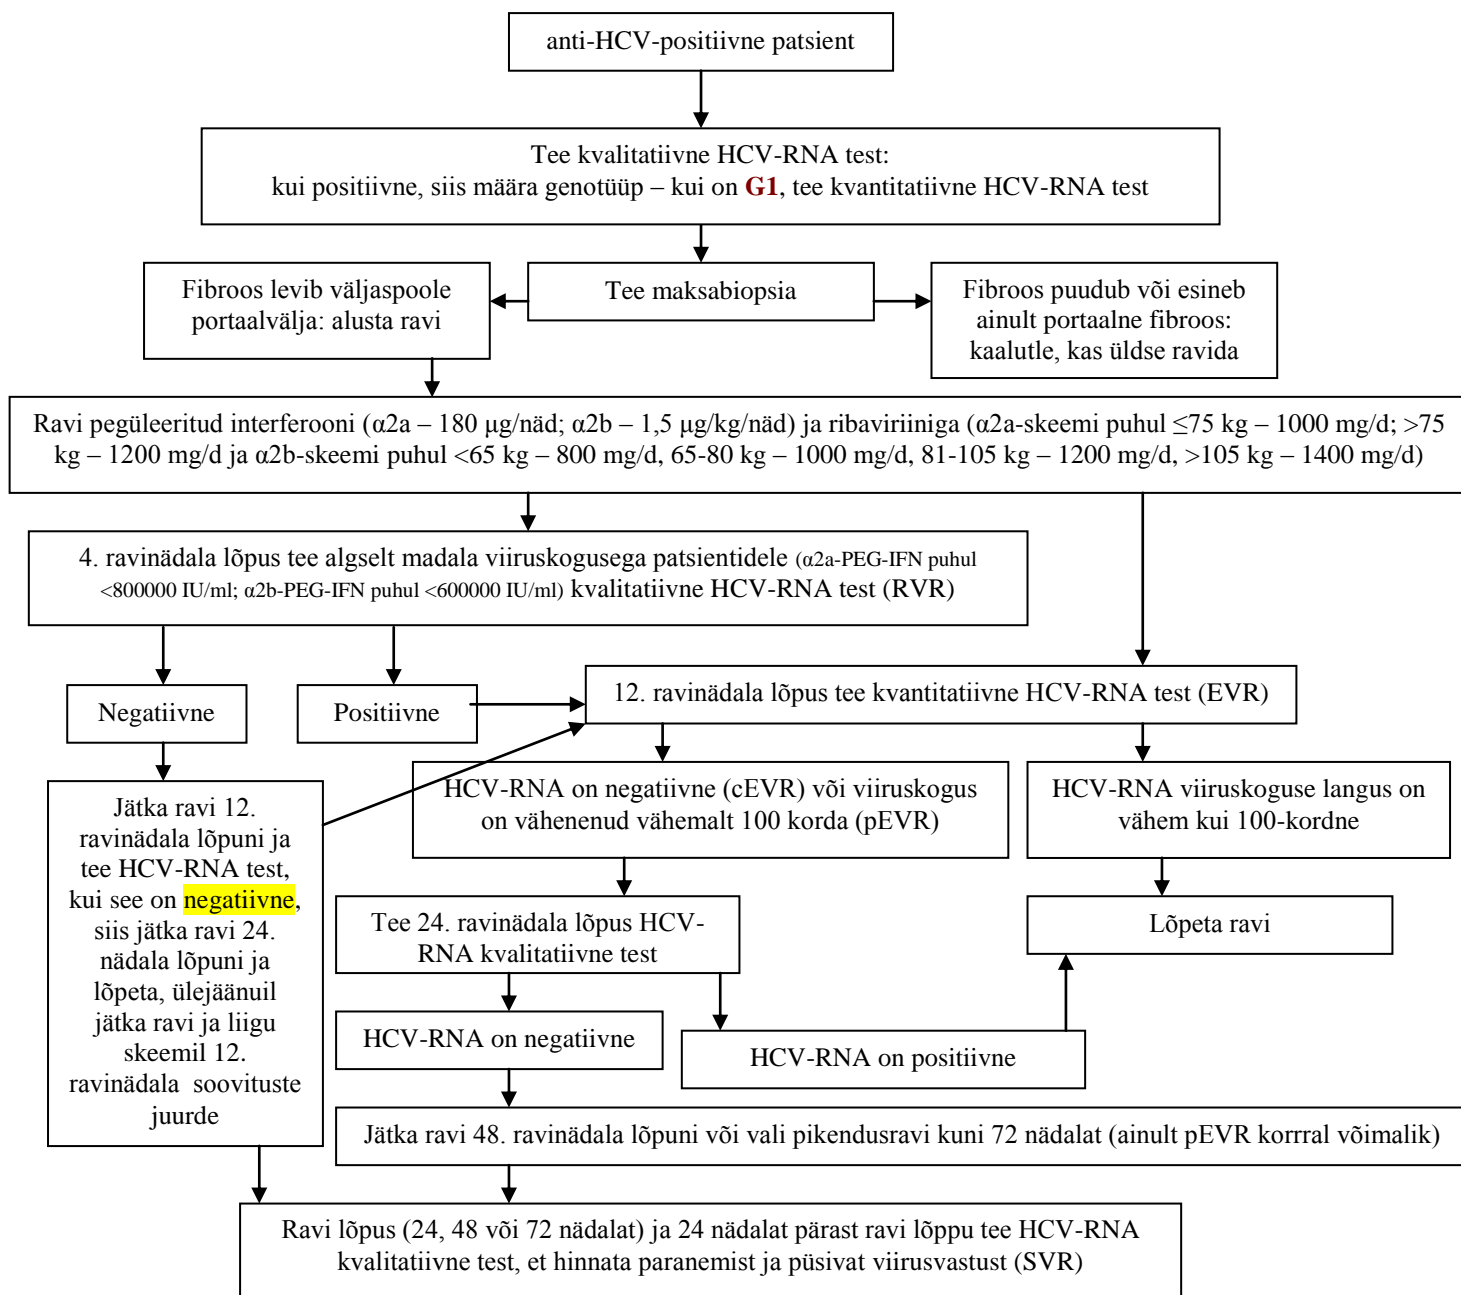 anti-HCV-positiivne patsient
Tee kvalitatiivne HCV-RNA test:
kui positiivne, siis määra genotüüp – kui on G1, tee kvantitatiivne HCV-RNA test
Fibroos levib väljaspoole
portaalvälja: alusta ravi
Tee maksabiopsia
Fibroos puudub või esineb
ainult portaalne fibroos:
kaalutle, kas üldse ravida
Ravi pegüleeritud interferooni (α2a – 180 μg/näd; α2b – 1,5 μg/kg/näd) ja ribaviriiniga (α2a-skeemi puhul ≤75 kg – 1000 mg/d; >75
kg – 1200 mg/d ja α2b-skeemi puhul <65 kg – 800 mg/d, 65-80 kg – 1000 mg/d, 81-105 kg – 1200 mg/d, >105 kg – 1400 mg/d)
4. ravinädala lõpus tee algselt madala viiruskogusega patsientidele (α2a-PEG-IFN puhul
<800000 IU/ml; α2b-PEG-IFN puhul <600000 IU/ml) kvalitatiivne HCV-RNA test (RVR)
Negatiivne
Positiivne
12. ravinädala lõpus tee kvantitatiivne HCV-RNA test (EVR)
Jätka ravi 12.
ravinädala lõpuni ja
tee HCV-RNA test,
kui see on negatiivne,
siis jätka ravi 24.
nädala lõpuni ja
lõpeta, ülejäänuil
jätka ravi ja liigu
skeemil 12.
ravinädala soovituste
juurde
HCV-RNA on negatiivne (cEVR) või viiruskogus
on vähenenud vähemalt 100 korda (pEVR)
HCV-RNA viiruskoguse langus on
vähem kui 100-kordne
Tee 24. ravinädala lõpus HCV-
RNA kvalitatiivne test
Lõpeta ravi
HCV-RNA on negatiivne
HCV-RNA on positiivne
Jätka ravi 48. ravinädala lõpuni või vali pikendusravi kuni 72 nädalat (ainult pEVR korrral võimalik)
Ravi lõpus (24, 48 või 72 nädalat) ja 24 nädalat pärast ravi lõppu tee HCV-RNA
kvalitatiivne test, et hinnata paranemist ja püsivat viirusvastust (SVR)